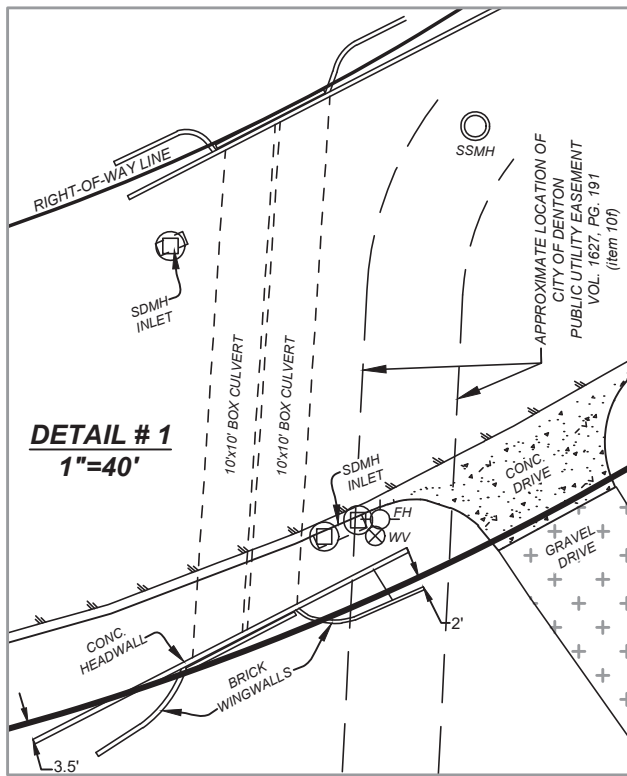 RIGHT-OF-WAY LINE
SSMH
SDMH
INLET
APPROXIMATE LOCATION OF
CITY OF DENTON
PUBLIC UTILITY EASEMENT
VOL. 1627, PG. 191
(item 10f)
10'x10' BOX CULVERT
10'x10' BOX CULVERT
DETAIL # 1
1"=40'
SDMH
INLET
FH
WV
CONC.
DRIVE
GRAVEL
DRIVE
CONC.
HEADWALL
BRICK
WINGWALLS
2'
3.5'